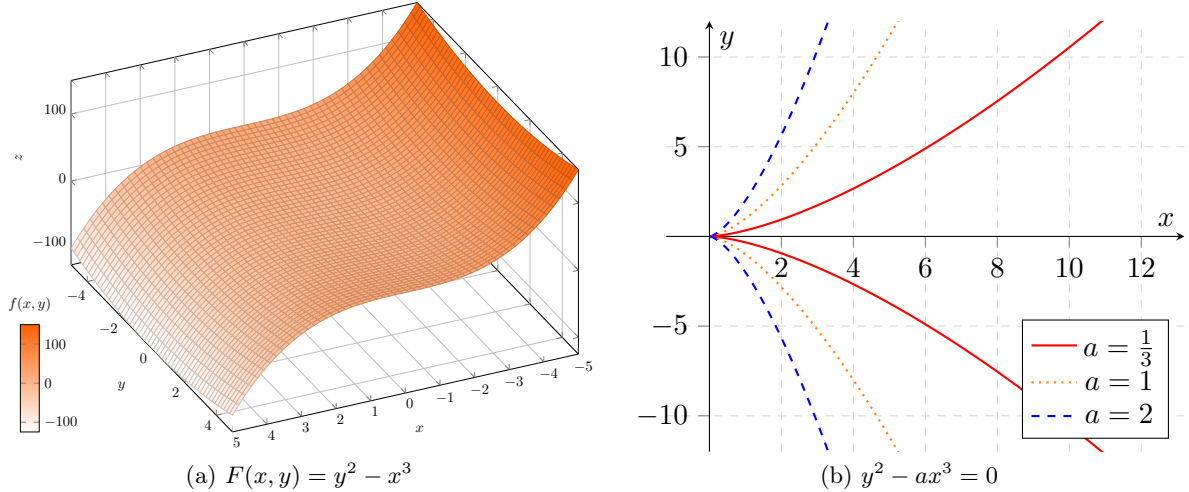 100
0
−100
z
−4
−2
0
2
4
y
5
4
3
2
1
0
−1
−2
−3
−4
−5
x
f(x, y)
100
0
−100
(a) F(x, y) = y² − x³
y
10
5
−5
−10
2
4
6
8
10
12
x
a = 1/3
a = 1
a = 2
(b) y² − ax³ = 0